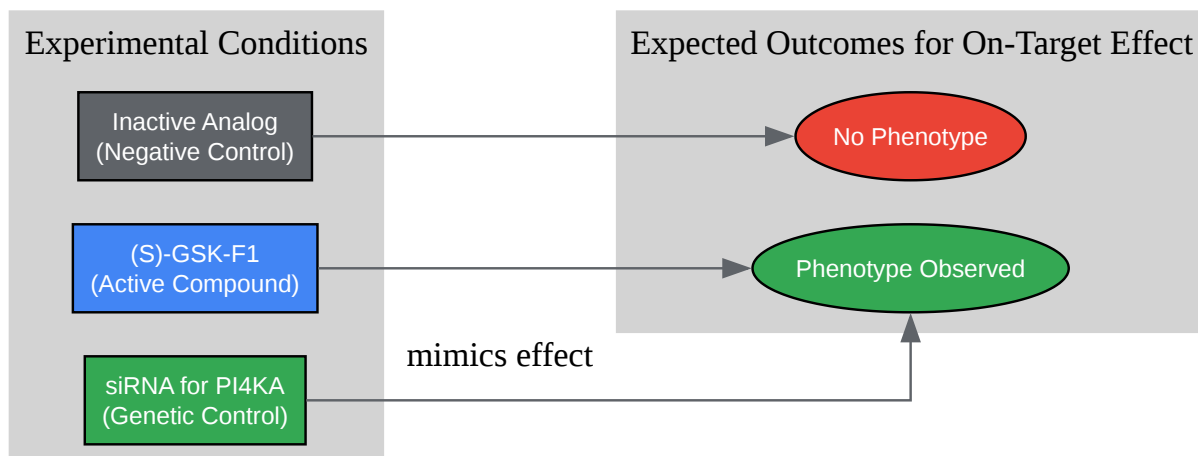 Experimental Conditions
Expected Outcomes for On-Target Effect
Inactive Analog
(Negative Control)
No Phenotype
(S)-GSK-F1
(Active Compound)
Phenotype Observed
mimics effect
siRNA for PI4KA
(Genetic Control)